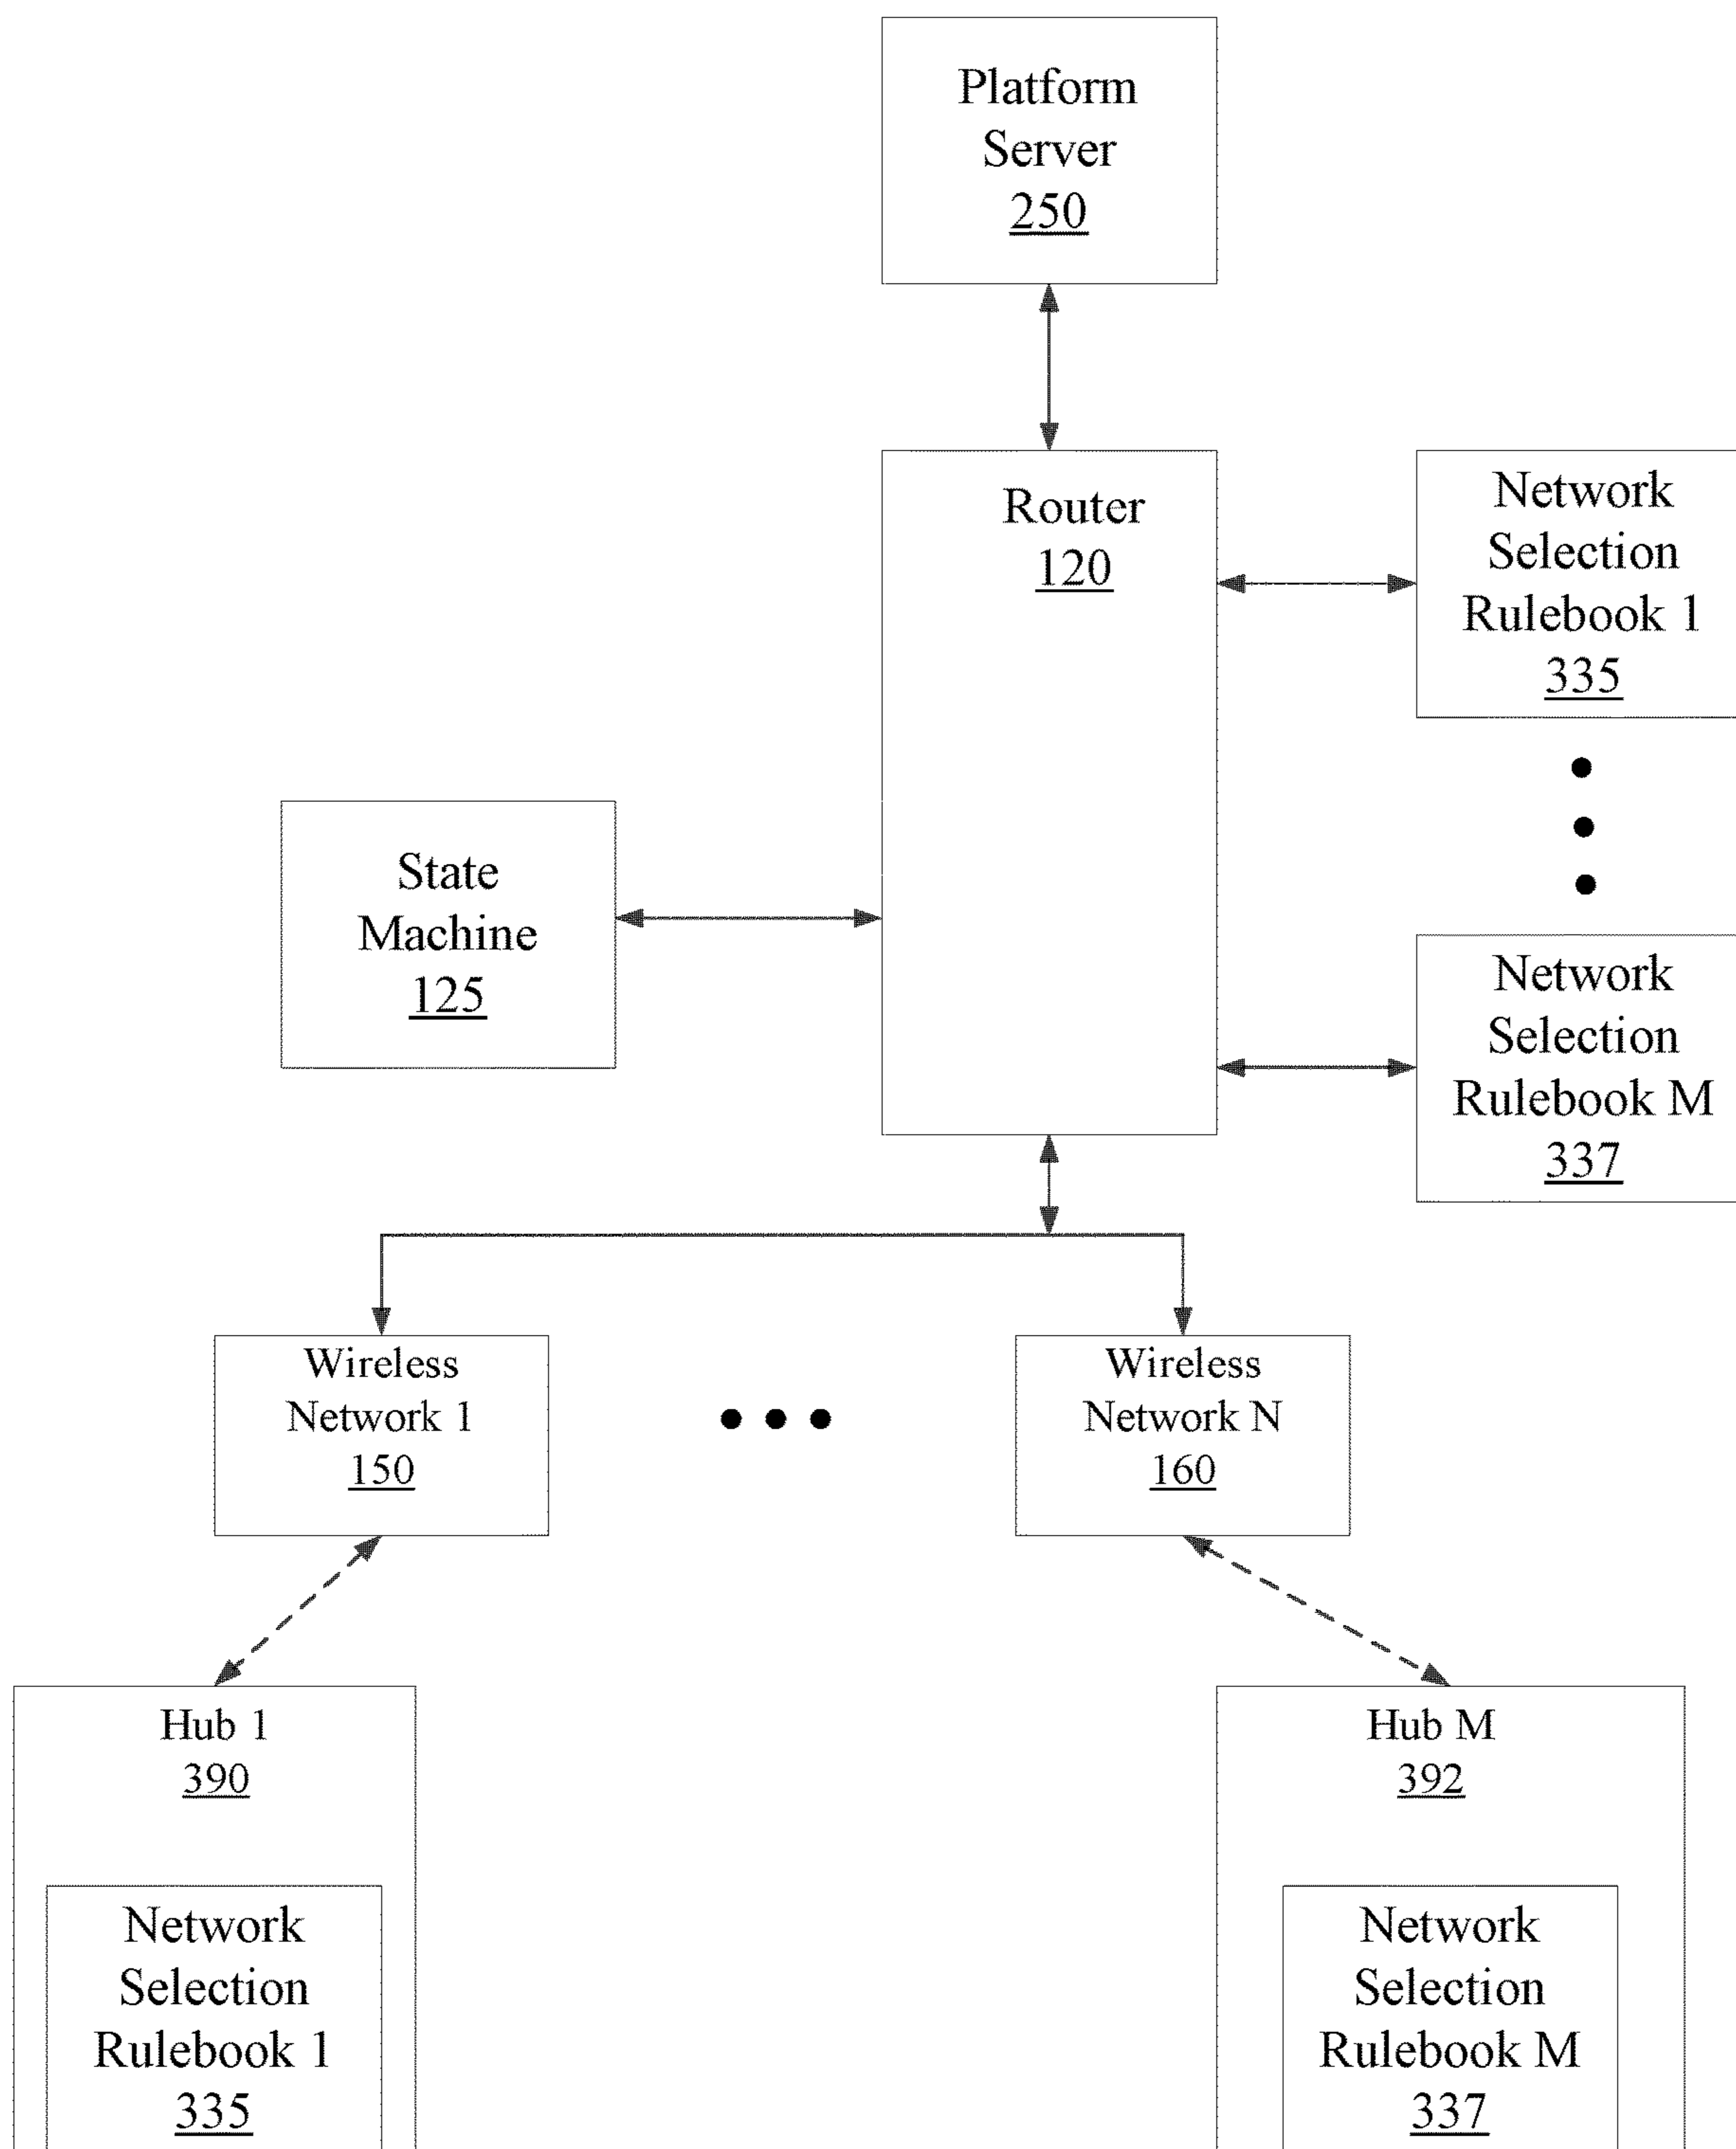 Platform
Server
250
Router
120
Network
Selection
Rulebook 1
335
State
Machine
125
Network
Selection
Rulebook M
337
Wireless
Network 1
150
Wireless
Network N
160
Hub 1
390
Hub M
392
Network
Selection
Rulebook 1
335
Network
Selection
Rulebook M
337